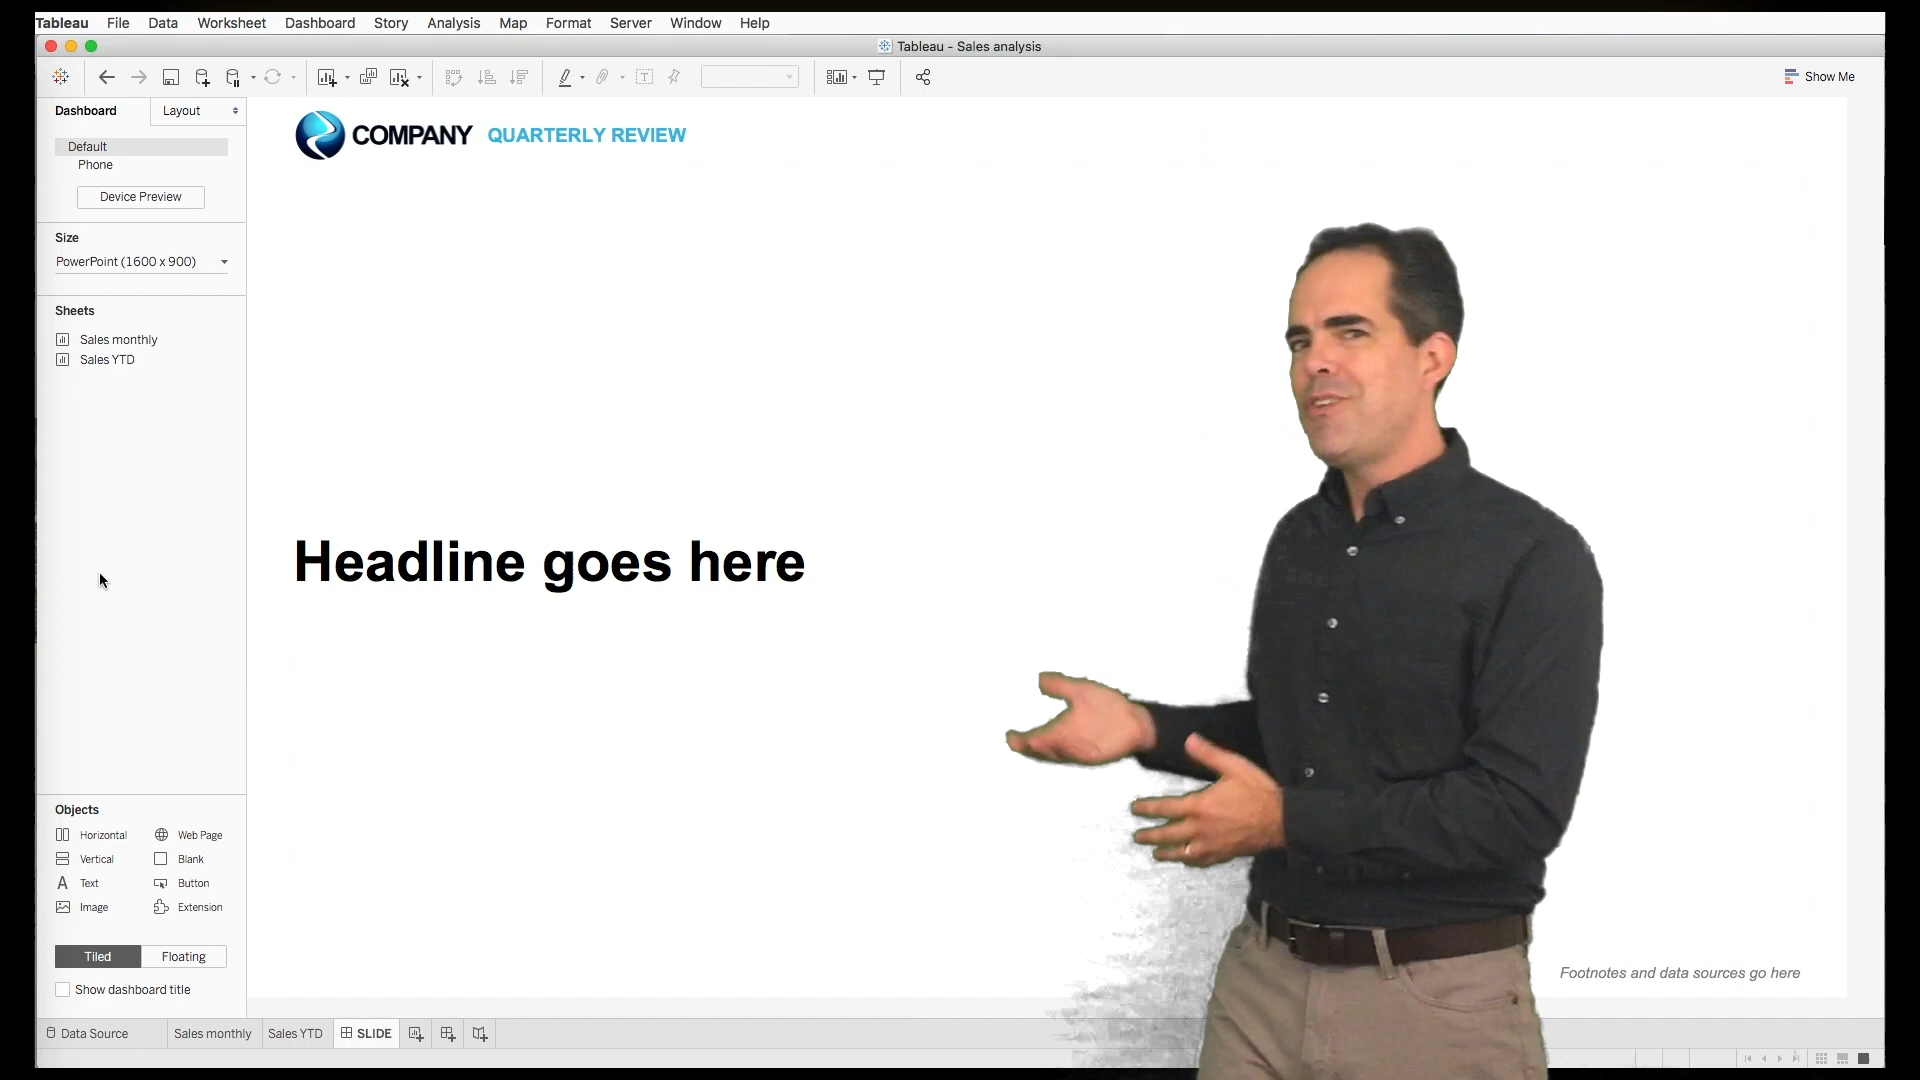 Tableau File Data Worksheet Dashboard Story Analysis Map Format Server Window Help
Tableau - Sales analysis
Show Me
Dashboard Layout
Default
Phone
Device Preview
Size
PowerPoint (1600 x 900)
Sheets
Sales monthly
Sales YTD
COMPANY QUARTERLY REVIEW
Headline goes here
Footnotes and data sources go here
Objects
Horizontal Web Page
Vertical Blank
A Text Button
Image Extension
Tiled Floating
Show dashboard title
Data Source Sales monthly Sales YTD SLIDE